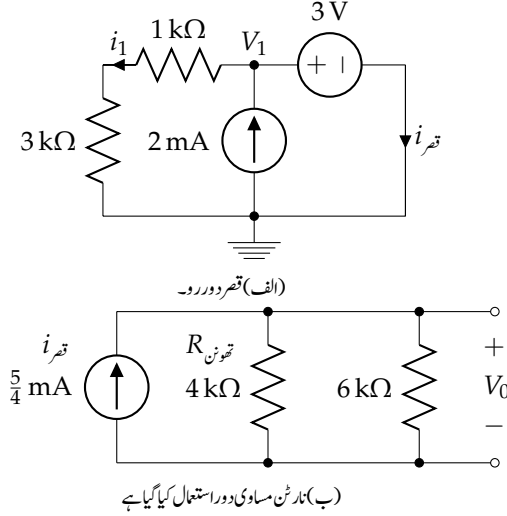 3 V
i₁ 1 kΩ V₁
+ −
3 kΩ 2 mA i قصر
(الف) قصر دور رو۔
i قصر R تھونن +
5/4 mA 4 kΩ 6 kΩ V₀
−
(ب) نارٹن مساوی دور استعمال کیا گیا ہے